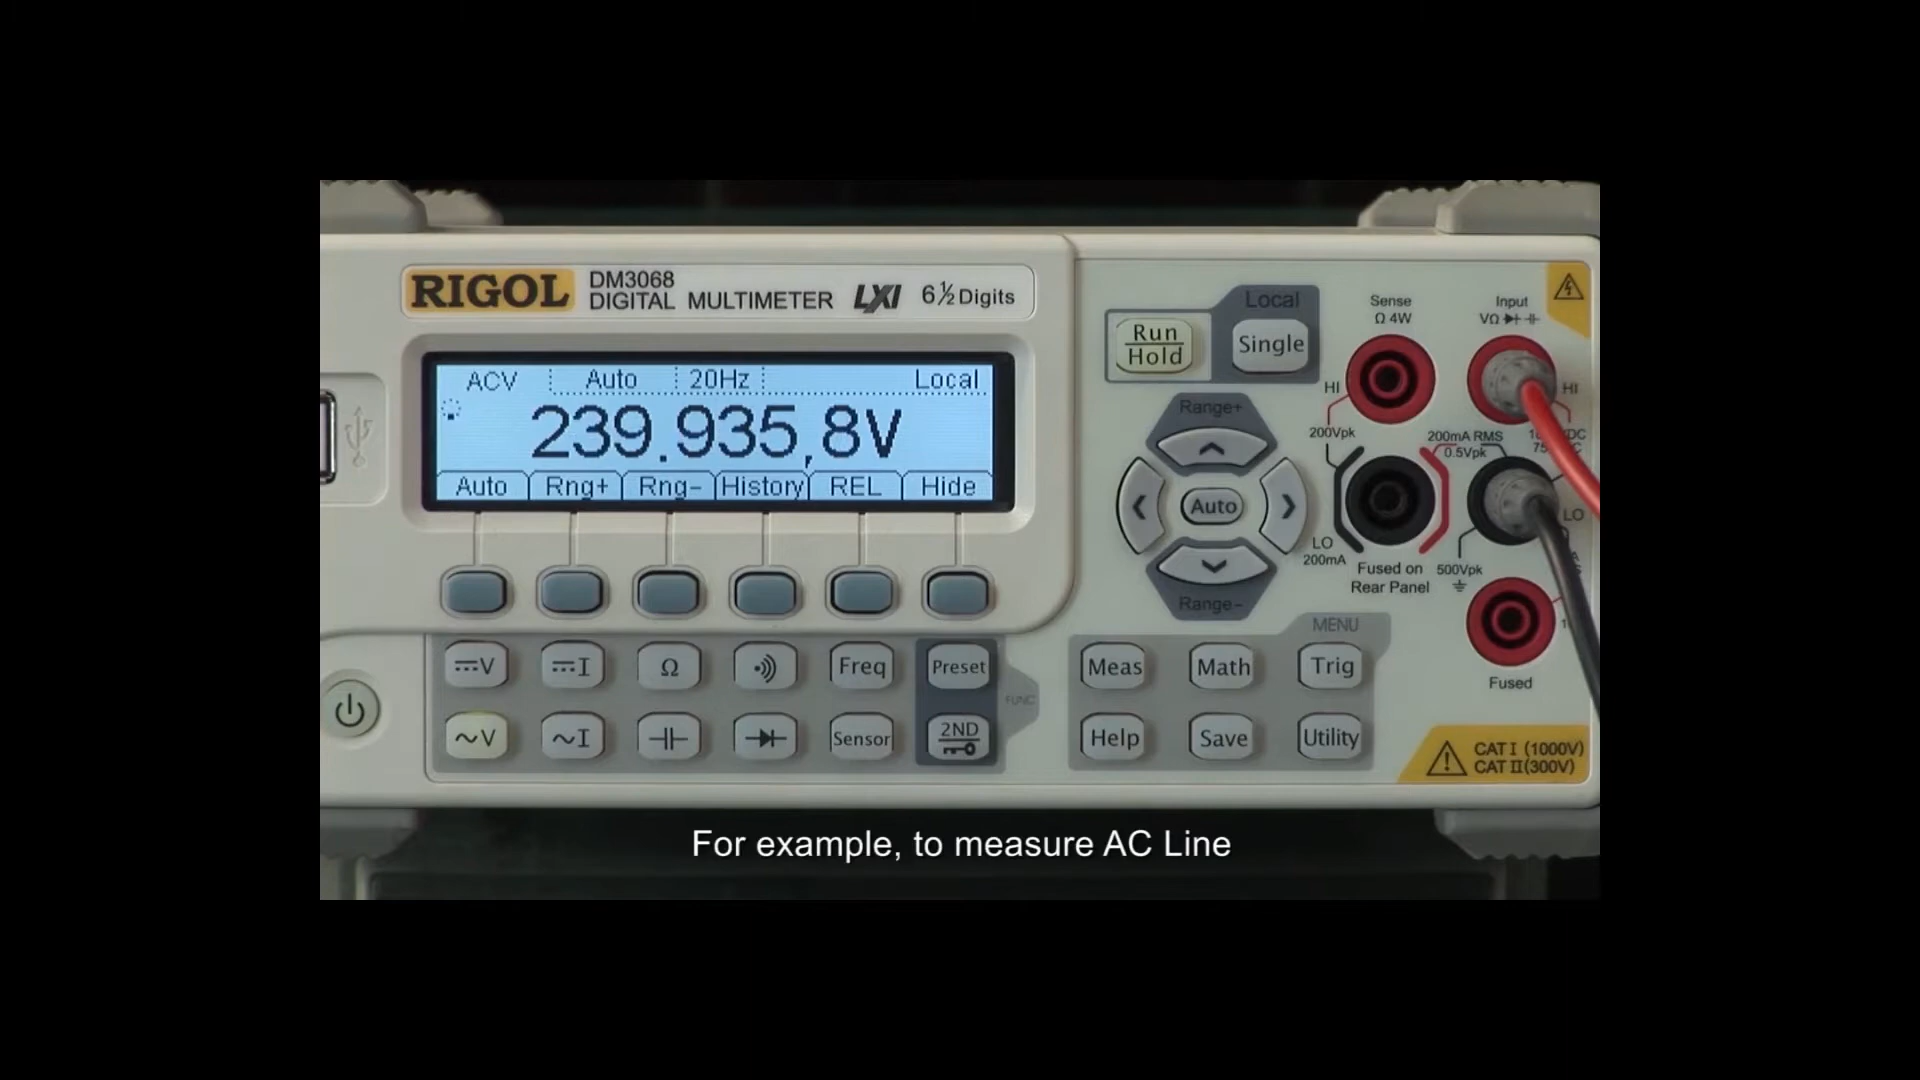 RIGOL
DM3068
DIGITAL MULTIMETER
LXI
6½ Digits
ACV Auto 20Hz Local
239.935,8V
Auto Rng+ Rng- History REL Hide
Run
Hold
Local
Single
Range+
Auto
Range-
Sense
Ω 4W
Input
VΩ
HI
HI
200Vpk
200mA RMS
0.5Vpk
LO
200mA
LO
Fused on
Rear Panel
500Vpk
Fused
V I Ω Freq Preset
~V ~I Sensor 2ND
FUNC
MENU
Meas Math Trig
Help Save Utility
CAT I (1000V)
CAT II (300V)
For example, to measure AC Line